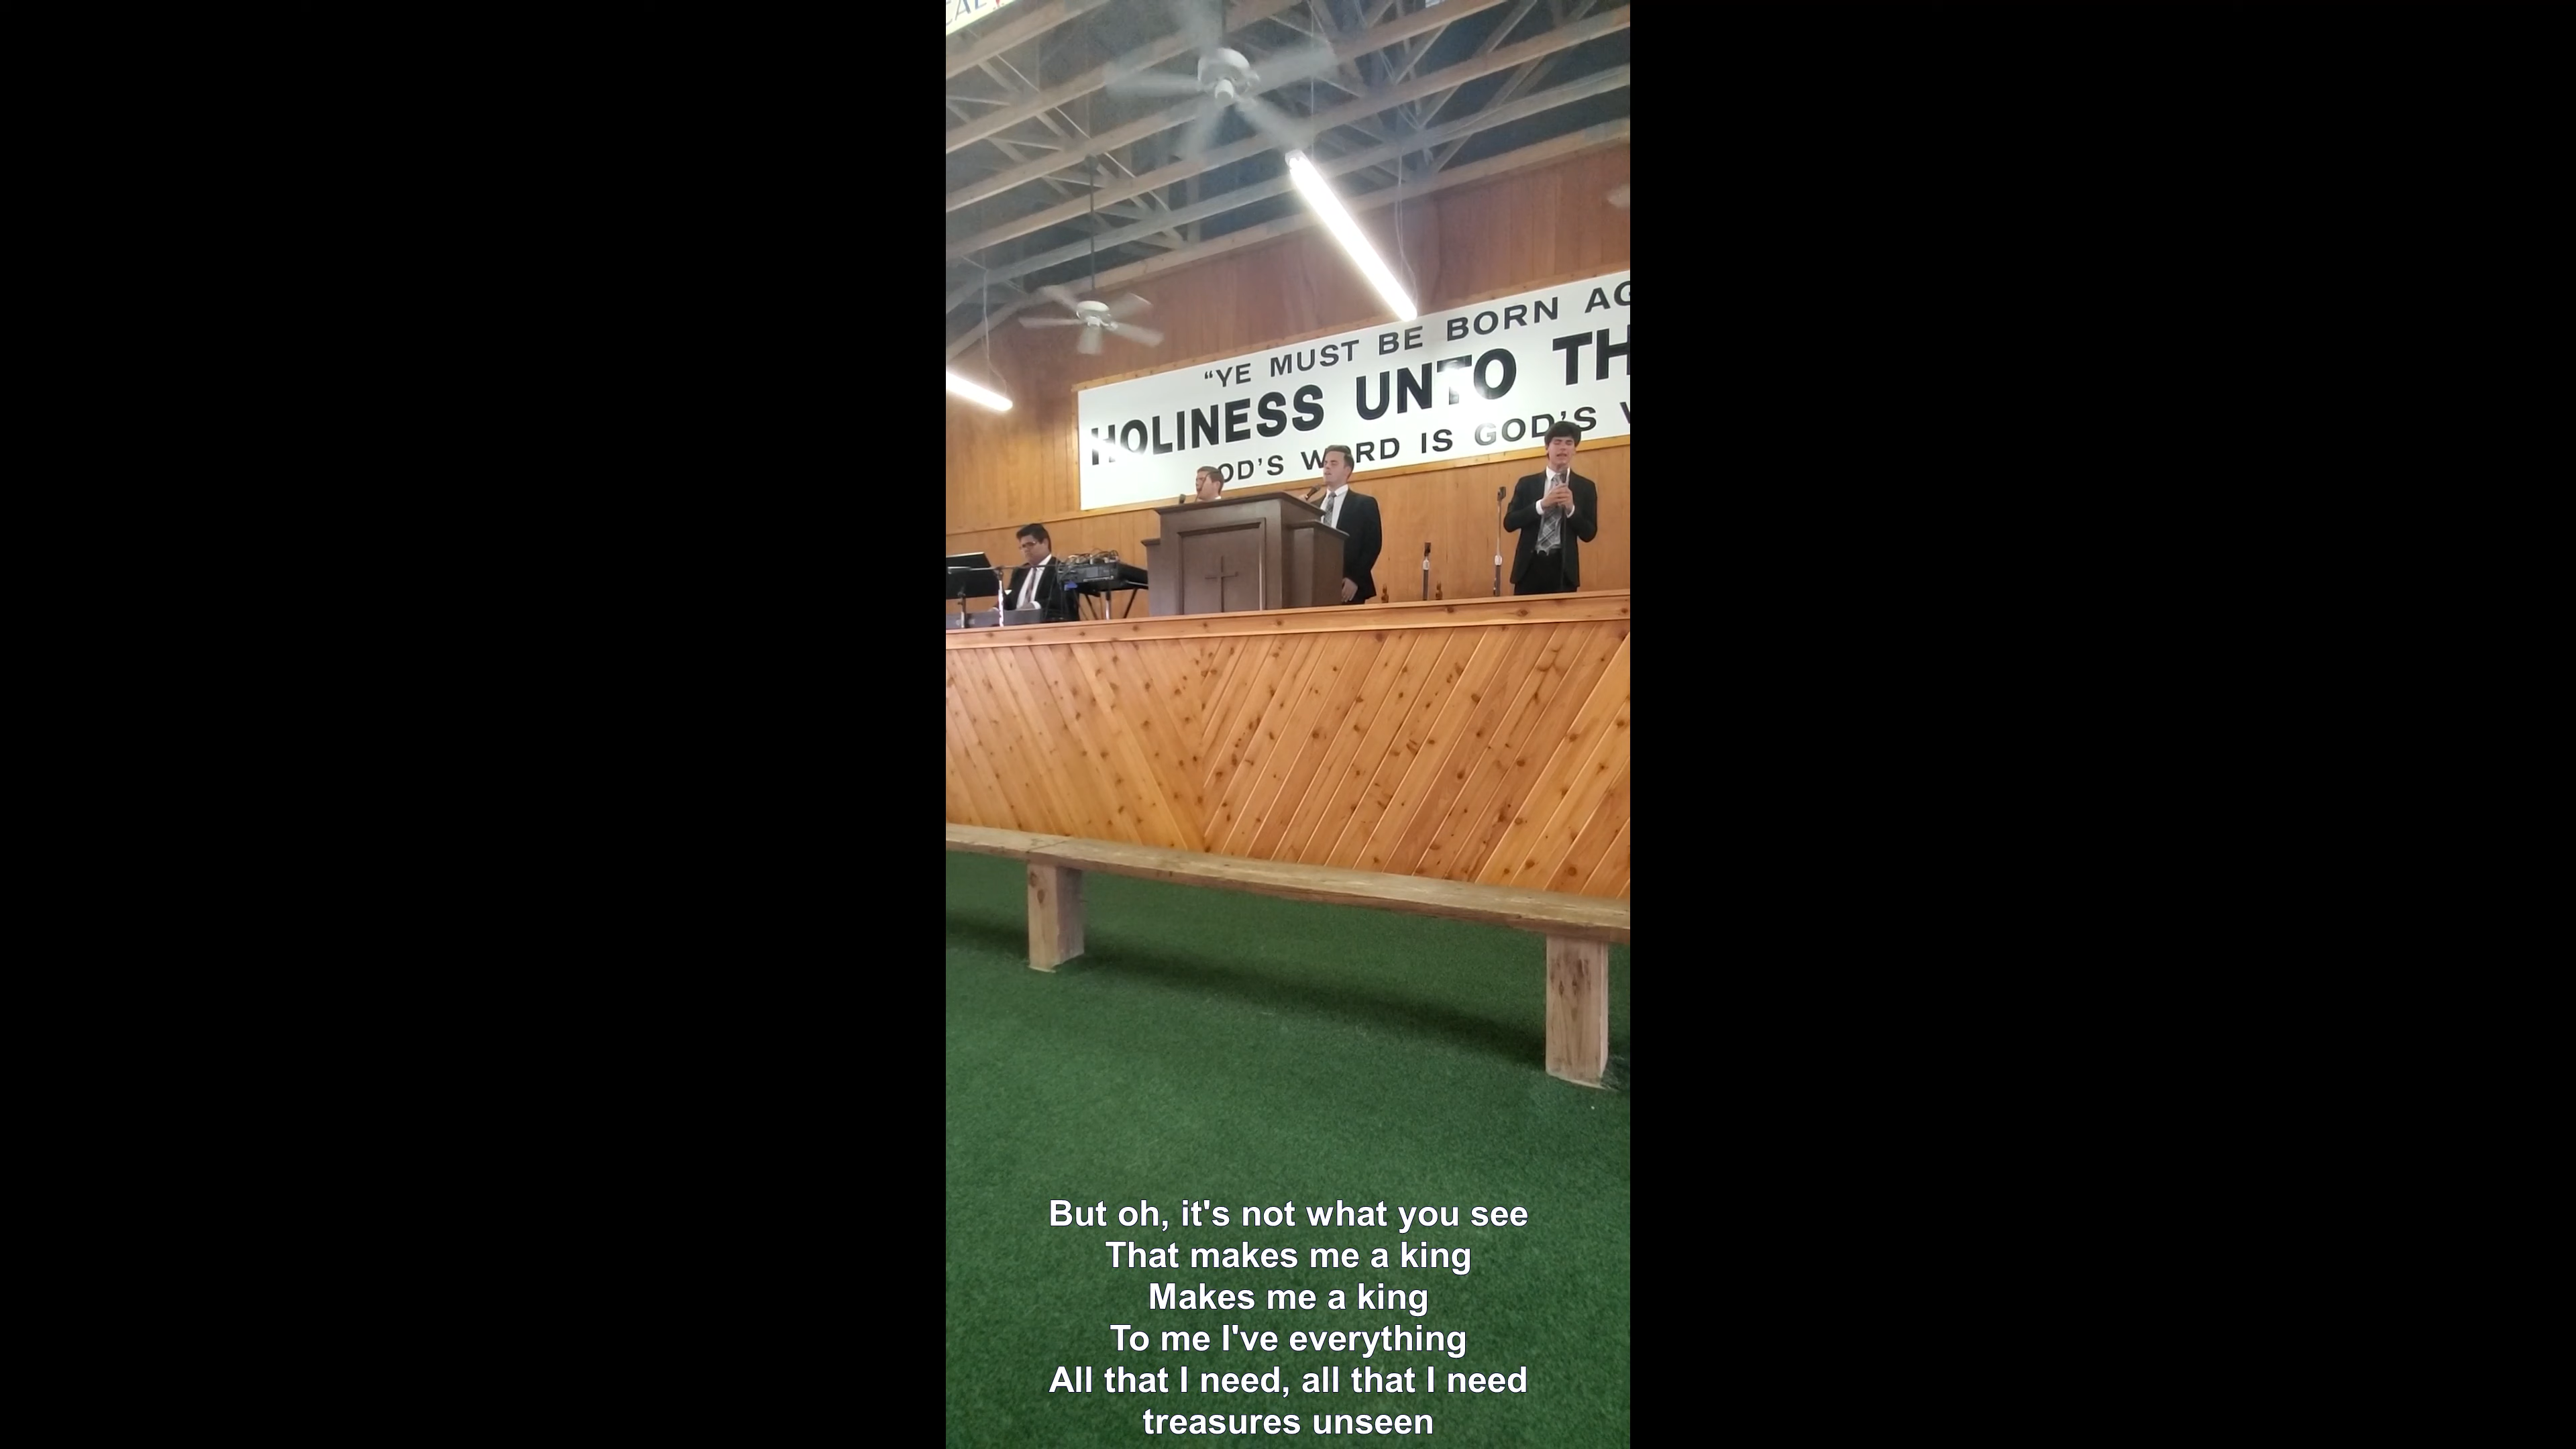 "YE MUST BE BORN AG
HOLINESS UNTO TH
GOD'S WORD IS GOD'S
But oh, it's not what you see
That makes me a king
Makes me a king
To me I've everything
All that I need, all that I need
treasures unseen